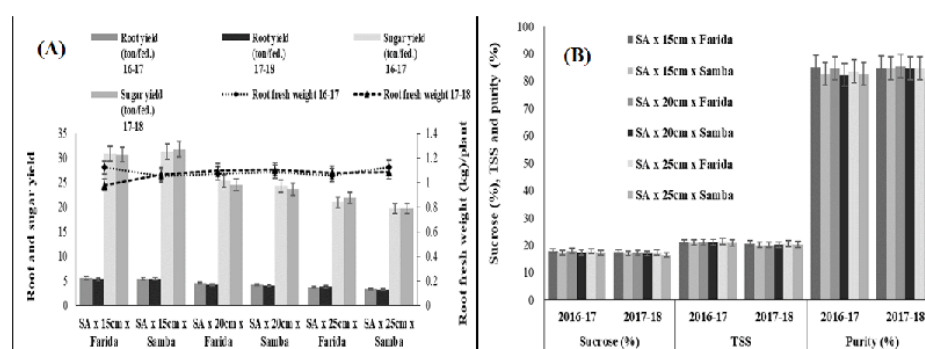 (A)
Root yield
(ton/fed.)
16-17
Root yield
(ton/fed.)
17-18
Sugar yield
(ton/fed.)
16-17
Sugar yield
(ton/fed.)
17-18
Root fresh weight 16-17
Root fresh weight 17-18
Root and sugar yield
35
30
25
20
15
10
5
0
1.4
1.2
1
0.8
0.6
0.4
0.2
0
Root fresh weight (kg)/plant
SA x 15cm x
Farida
SA x 15cm x
Samba
SA x 20cm x
Farida
SA x 20cm x
Samba
SA x 25cm x
Farida
SA x 25cm x
Samba
(B)
Sucrose (%), TSS and purity (%)
100
90
80
70
60
50
40
30
20
10
0
SA x 15cm x Farida
SA x 15cm x Samba
SA x 20cm x Farida
SA x 20cm x Samba
SA x 25cm x Farida
SA x 25cm x Samba
2016-17
2017-18
2016-17
2017-18
2016-17
2017-18
Sucrose (%)
TSS
Purity (%)